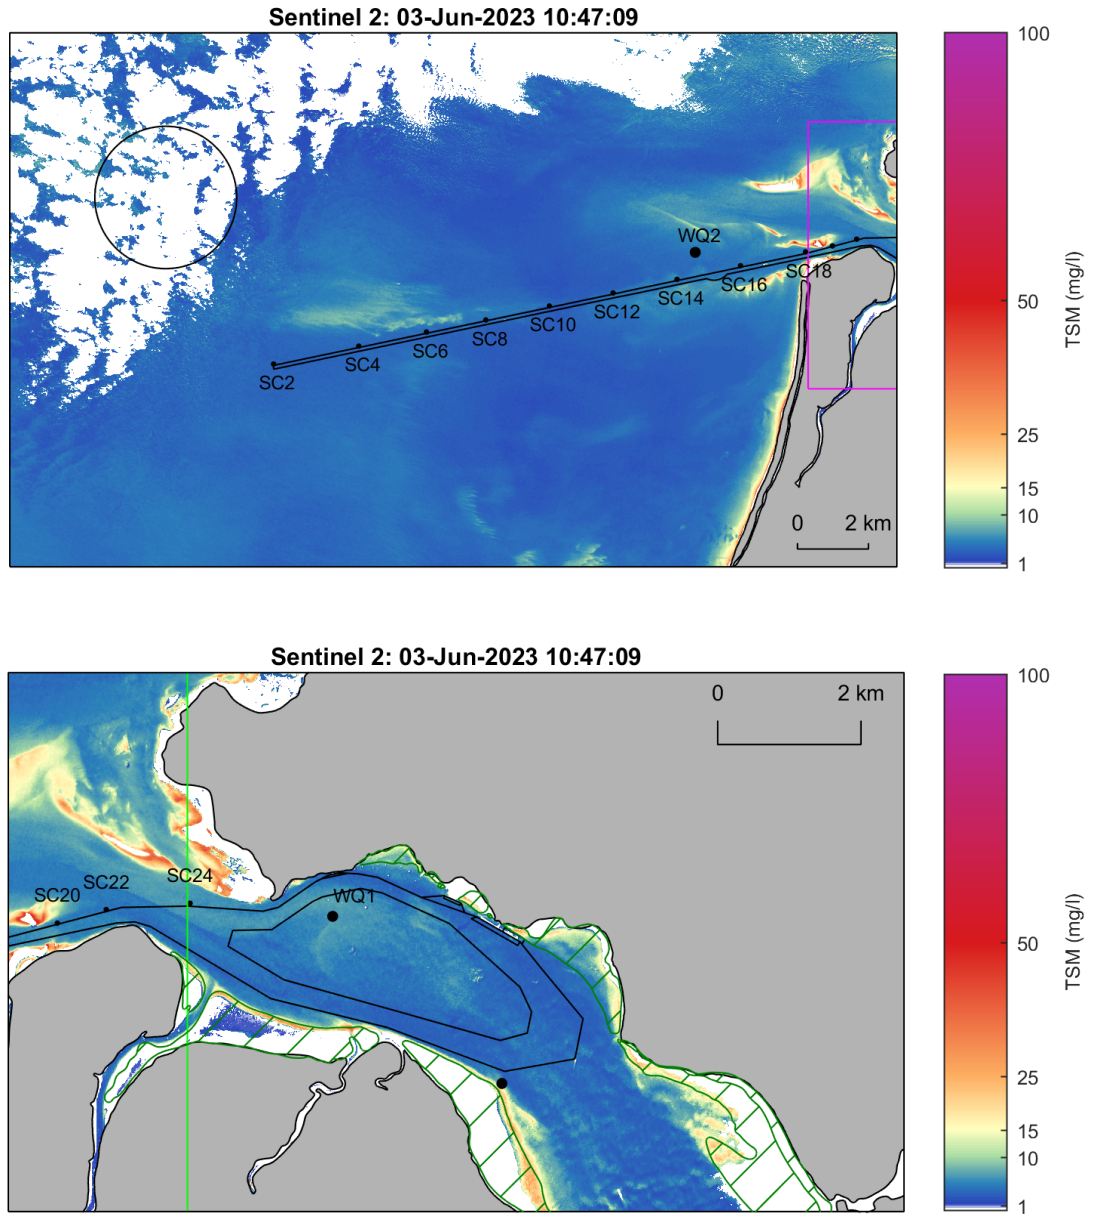 Sentinel 2: 03-Jun-2023 10:47:09
100
50
25
15
10
1
TSM (mg/l)
WQ2
SC18
SC16
SC14
SC12
SC10
SC8
SC6
SC4
SC2
0 2 km
Sentinel 2: 03-Jun-2023 10:47:09
0 2 km
100
50
25
15
10
1
TSM (mg/l)
SC24
SC22
SC20
WQ1